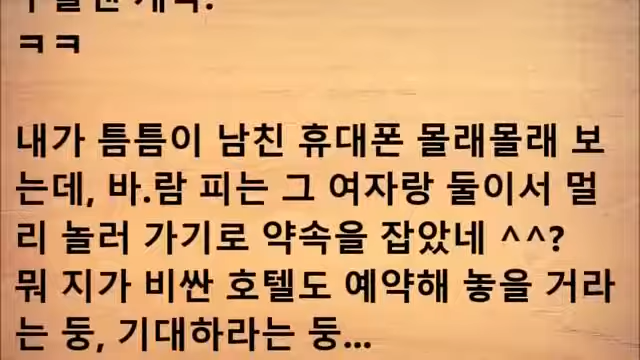 ㅋㅋ
내가 틈틈이 남친 휴대폰 몰래몰래 보
는데, 바.람 피는 그 여자랑 둘이서 멀
리 놀러 가기로 약속을 잡았네 ^^?
뭐 지가 비싼 호텔도 예약해 놓을 거라
는 둥, 기대하라는 둥...